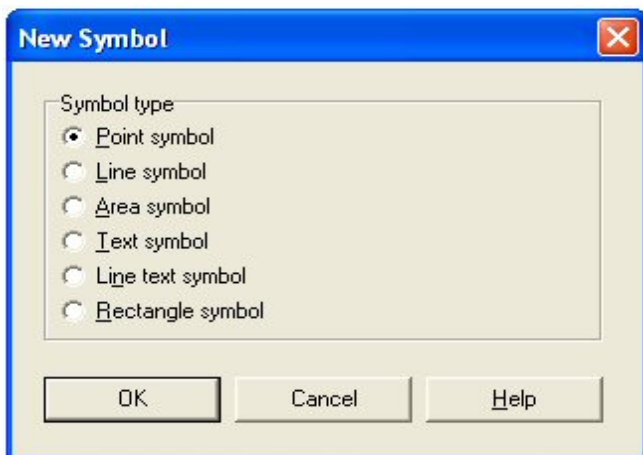 New Symbol
Symbol type
Point symbol
Line symbol
Area symbol
Text symbol
Line text symbol
Rectangle symbol
OK Cancel Help